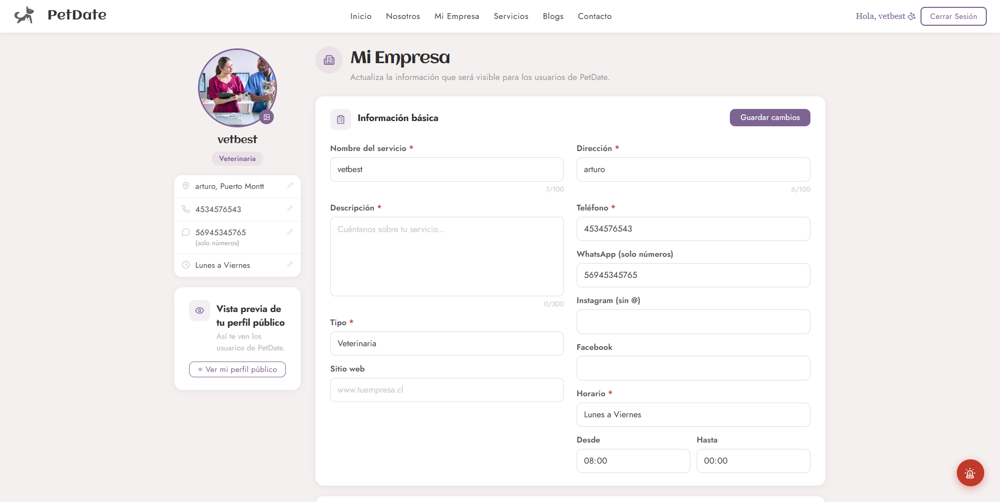 PetDate
Inicio Nosotros Mi Empresa Servicios Blogs Contacto
Hola, vetbest
Cerrar Sesión
vetbest
Veterinaria
arturo, Puerto Montt
4534576543
56945345765
(solo números)
Lunes a Viernes
Vista previa de
tu perfil público
Así te ven los
usuarios de PetDate.
Ver mi perfil público
Mi Empresa
Actualiza la información que será visible para los usuarios de PetDate.
Información básica
Guardar cambios
Nombre del servicio *
vetbest
7/100
Descripción *
Cuéntanos sobre tu servicio...
0/300
Tipo *
Veterinaria
Sitio web
www.tuempresa.cl
Dirección *
arturo
6/100
Teléfono *
4534576543
WhatsApp (solo números)
56945345765
Instagram (sin @)
Facebook
Horario *
Lunes a Viernes
Desde Hasta
08:00 00:00